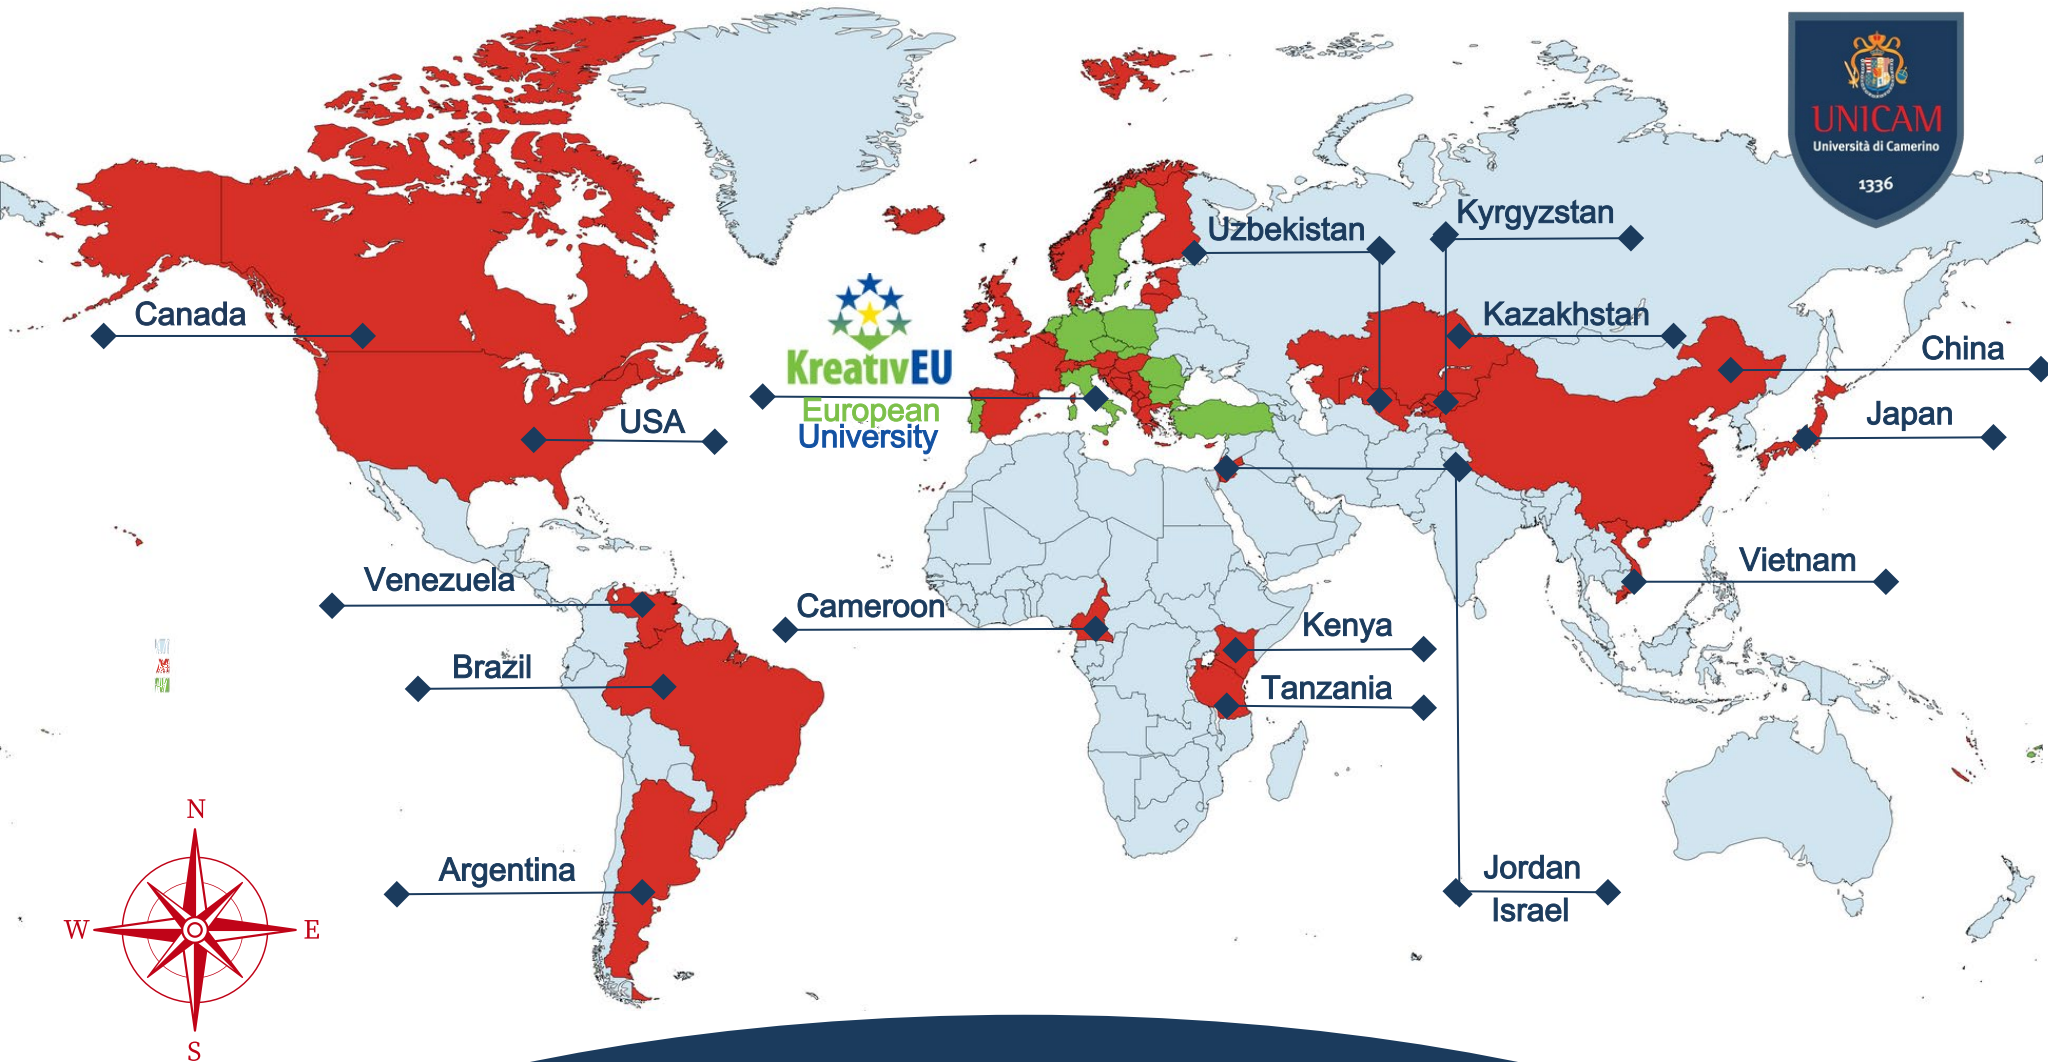 UNICAM
Università di Camerino
1336
Kyrgyzstan
Uzbekistan
Canada
Kazakhstan
China
KreativEU
European
University
USA
Japan
Venezuela
Vietnam
Cameroon
Kenya
Brazil
Tanzania
Argentina
Jordan
Israel
N
W
E
S